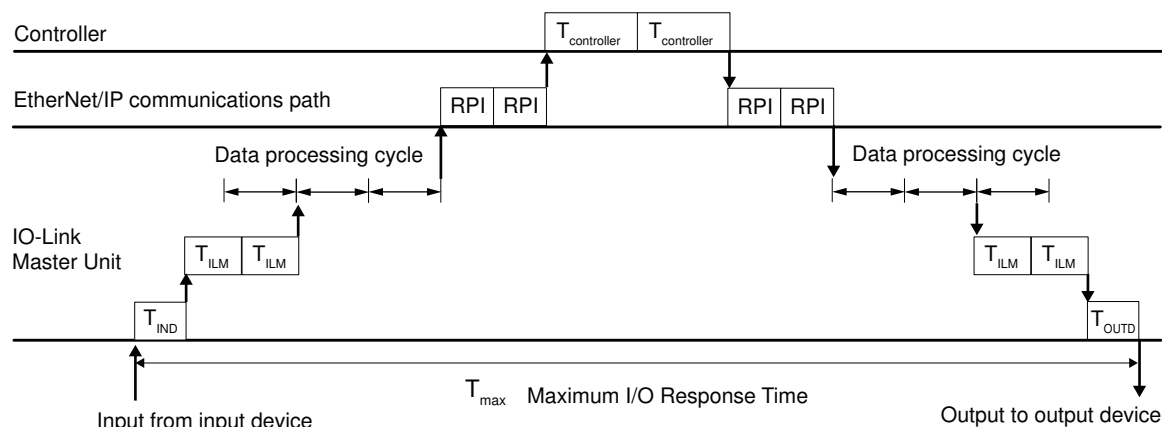 Controller
T_controller T_controller
EtherNet/IP communications path
RPI RPI RPI RPI
Data processing cycle Data processing cycle
IO-Link
Master Unit
T_ILM T_ILM T_ILM T_ILM
T_IND T_OUTD
T_max Maximum I/O Response Time
Input from input device Output to output device